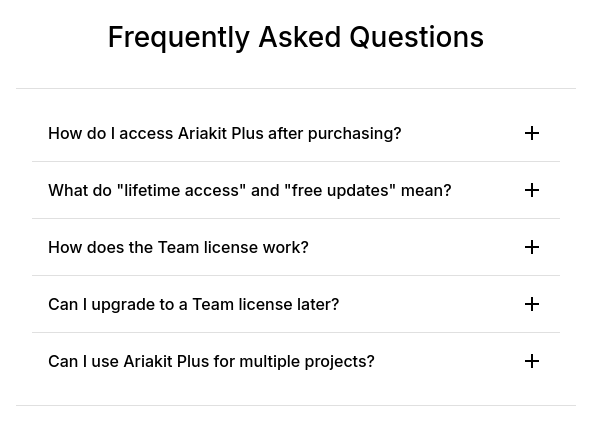 Frequently Asked Questions
How do I access Ariakit Plus after purchasing?
What do "lifetime access" and "free updates" mean?
How does the Team license work?
Can I upgrade to a Team license later?
Can I use Ariakit Plus for multiple projects?